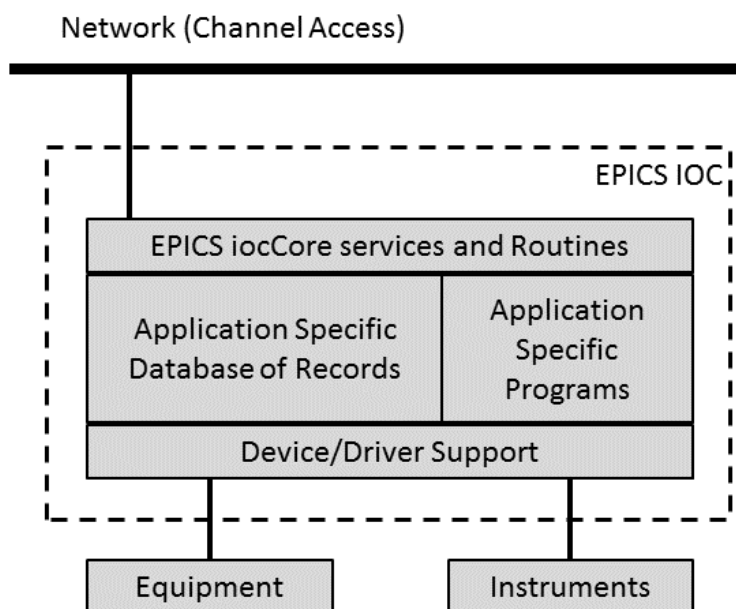 Network (Channel Access)
EPICS IOC
EPICS iocCore services and Routines
Application Specific
Database of Records
Application
Specific
Programs
Device/Driver Support
Equipment
Instruments